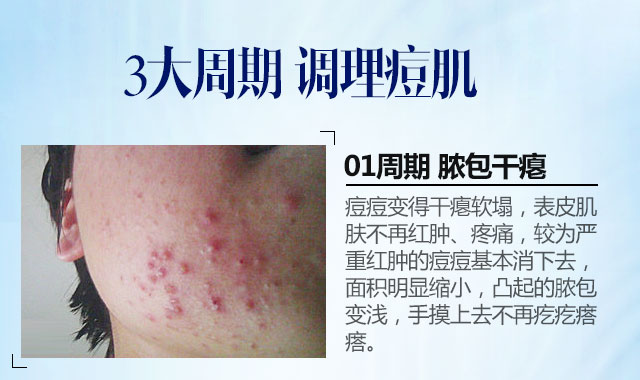 3大周期 调理痘肌
01周期 脓包干瘪
痘痘变得干瘪软塌，表皮肌
肤不再红肿、疼痛，较为严
重红肿的痘痘基本消下去，
面积明显缩小，凸起的脓包
变浅，手摸上去不再疙疙瘩
瘩。